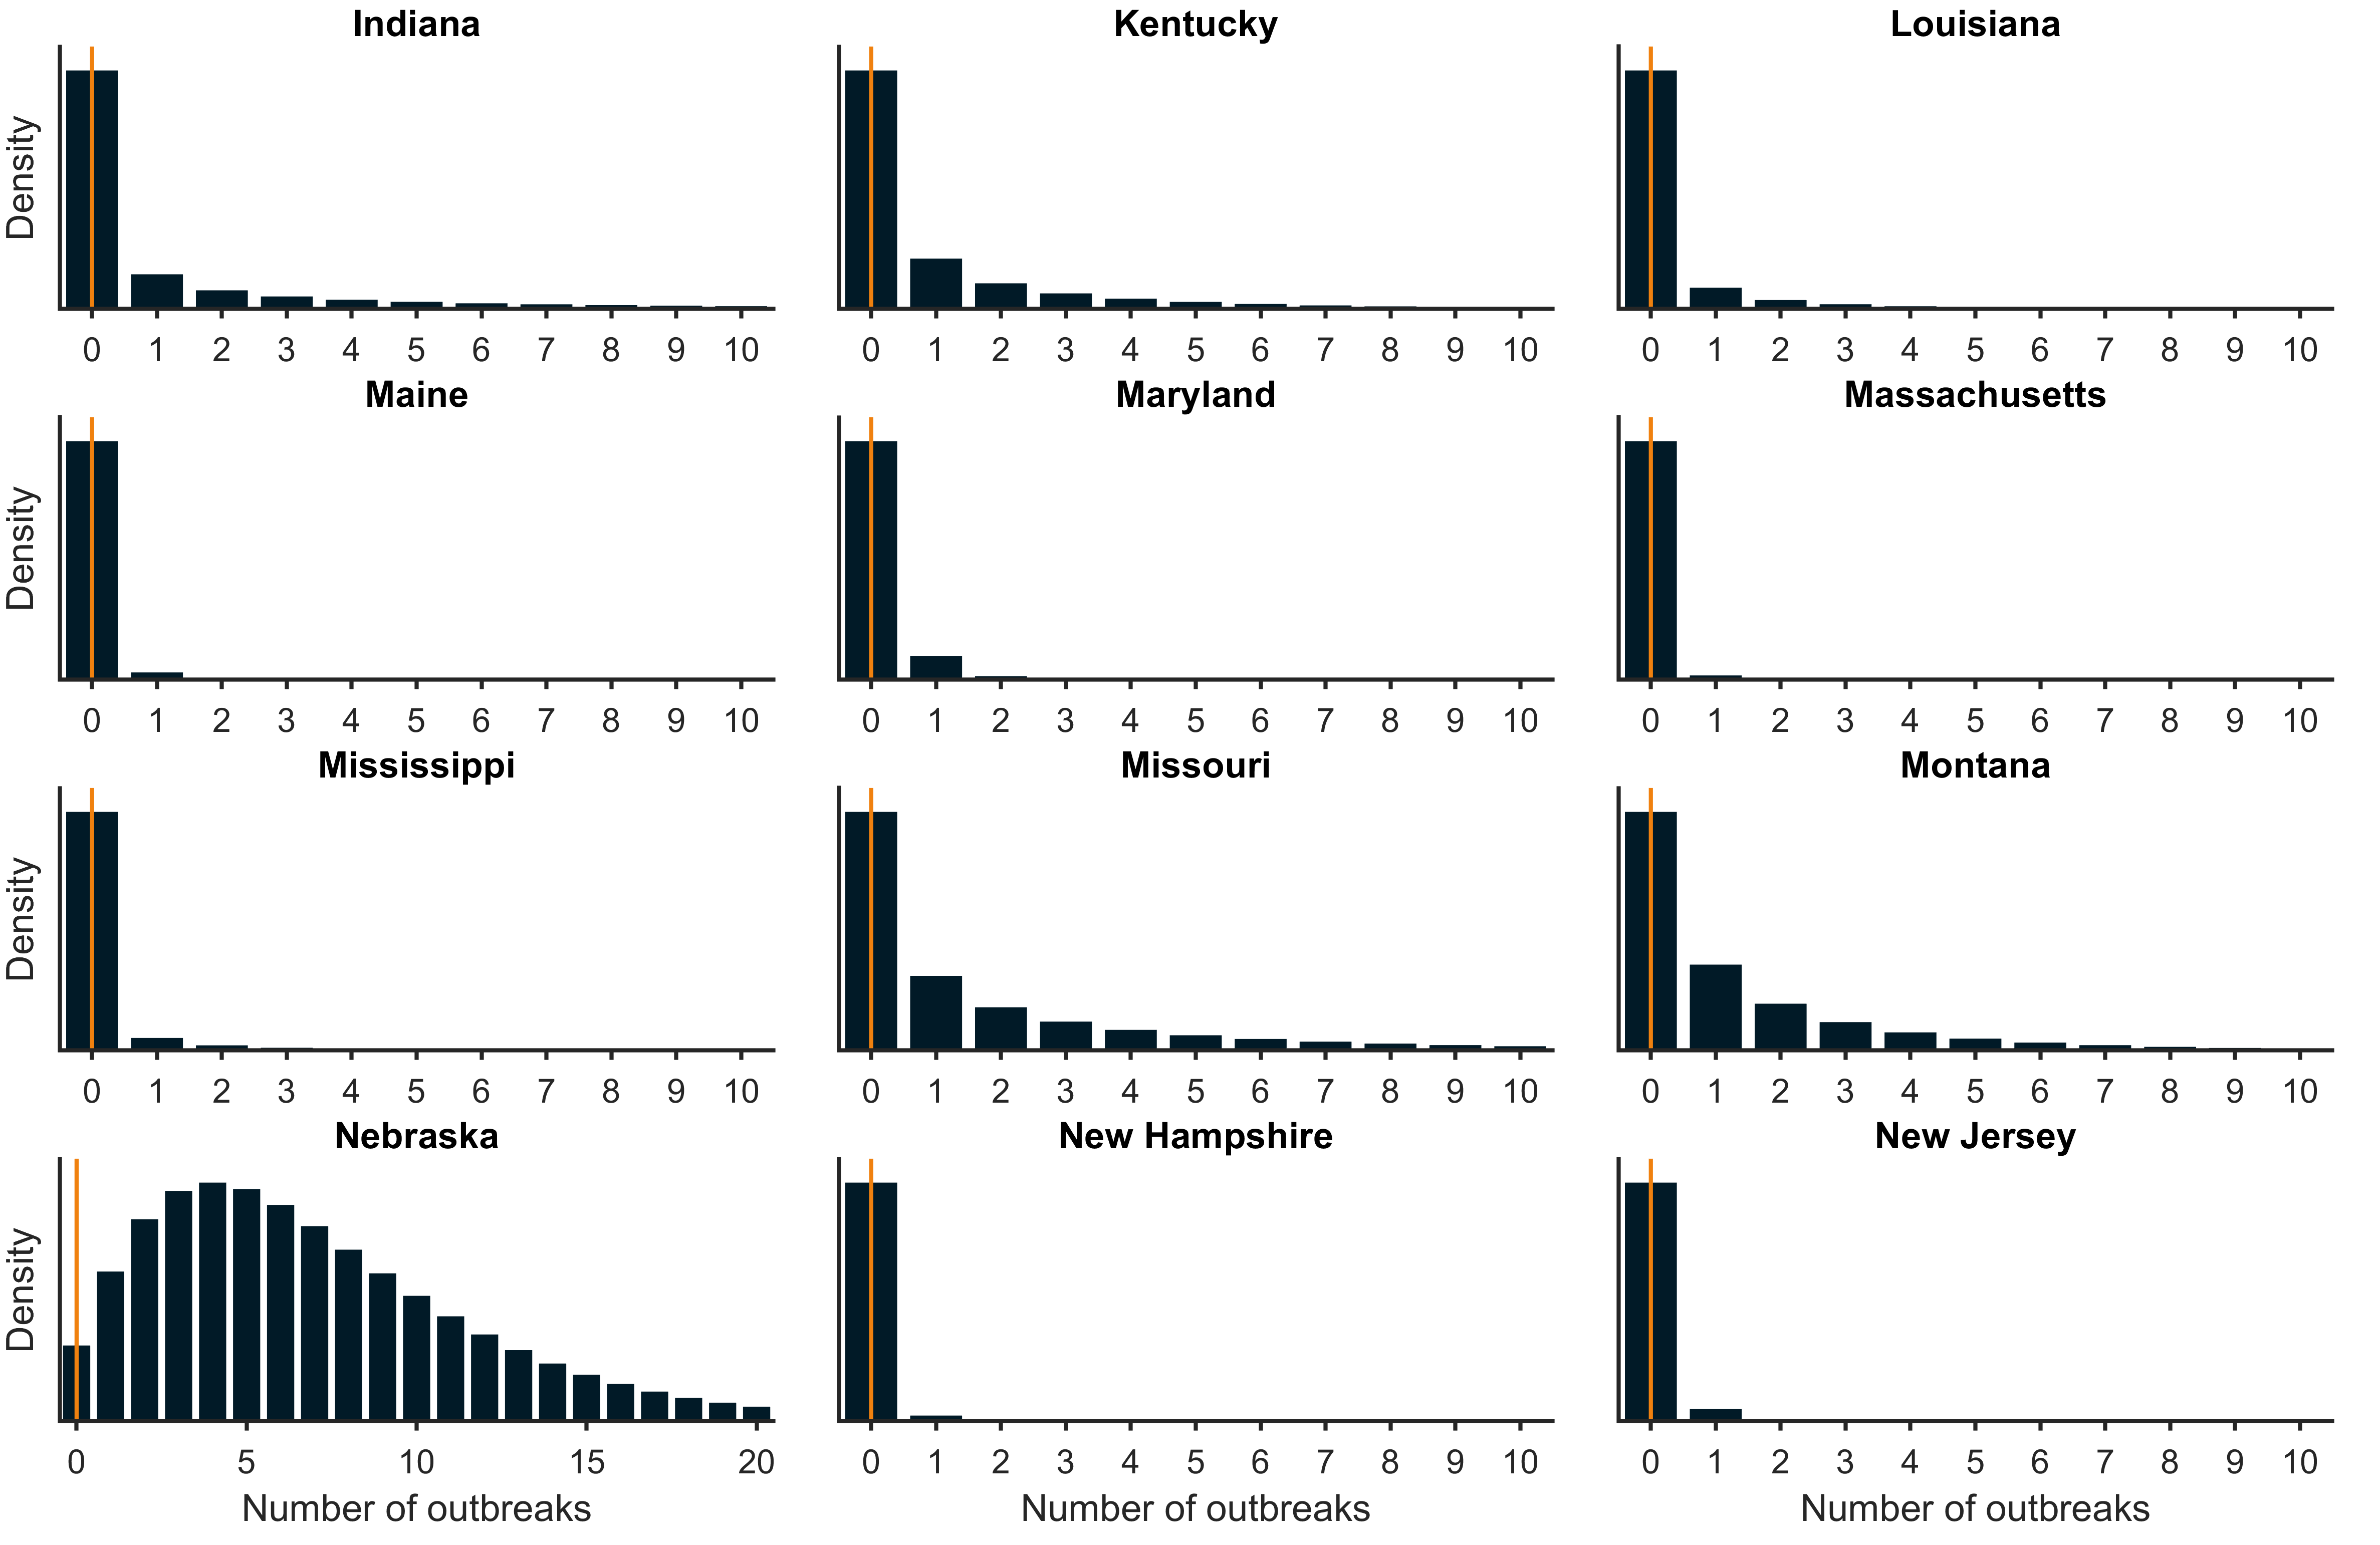 Indiana Kentucky Louisiana
Density
0 1 2 3 4 5 6 7 8 9 10 0 1 2 3 4 5 6 7 8 9 10 0 1 2 3 4 5 6 7 8 9 10
Maine Maryland Massachusetts
Density
0 1 2 3 4 5 6 7 8 9 10 0 1 2 3 4 5 6 7 8 9 10 0 1 2 3 4 5 6 7 8 9 10
Mississippi Missouri Montana
Density
0 1 2 3 4 5 6 7 8 9 10 0 1 2 3 4 5 6 7 8 9 10 0 1 2 3 4 5 6 7 8 9 10
Nebraska New Hampshire New Jersey
Density
0 5 10 15 20 0 1 2 3 4 5 6 7 8 9 10 0 1 2 3 4 5 6 7 8 9 10
Number of outbreaks Number of outbreaks Number of outbreaks